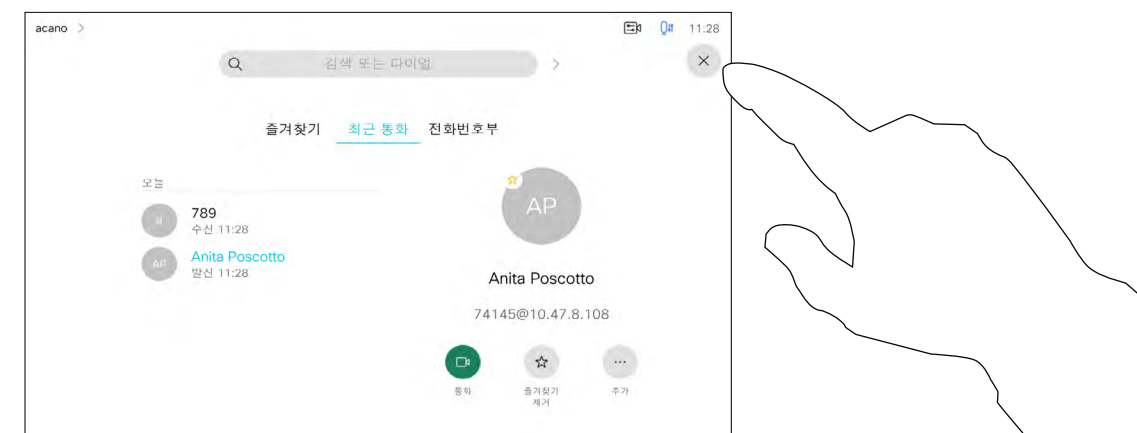 acano >
11:28
검색 또는 다이얼
즐겨찾기 최근 통화 전화번호부
오늘
AP
#
789
수신 11:28
AP
Anita Poscotto
발신 11:28
Anita Poscotto
74145@10.47.8.108
통화
즐겨찾기
제거
추가